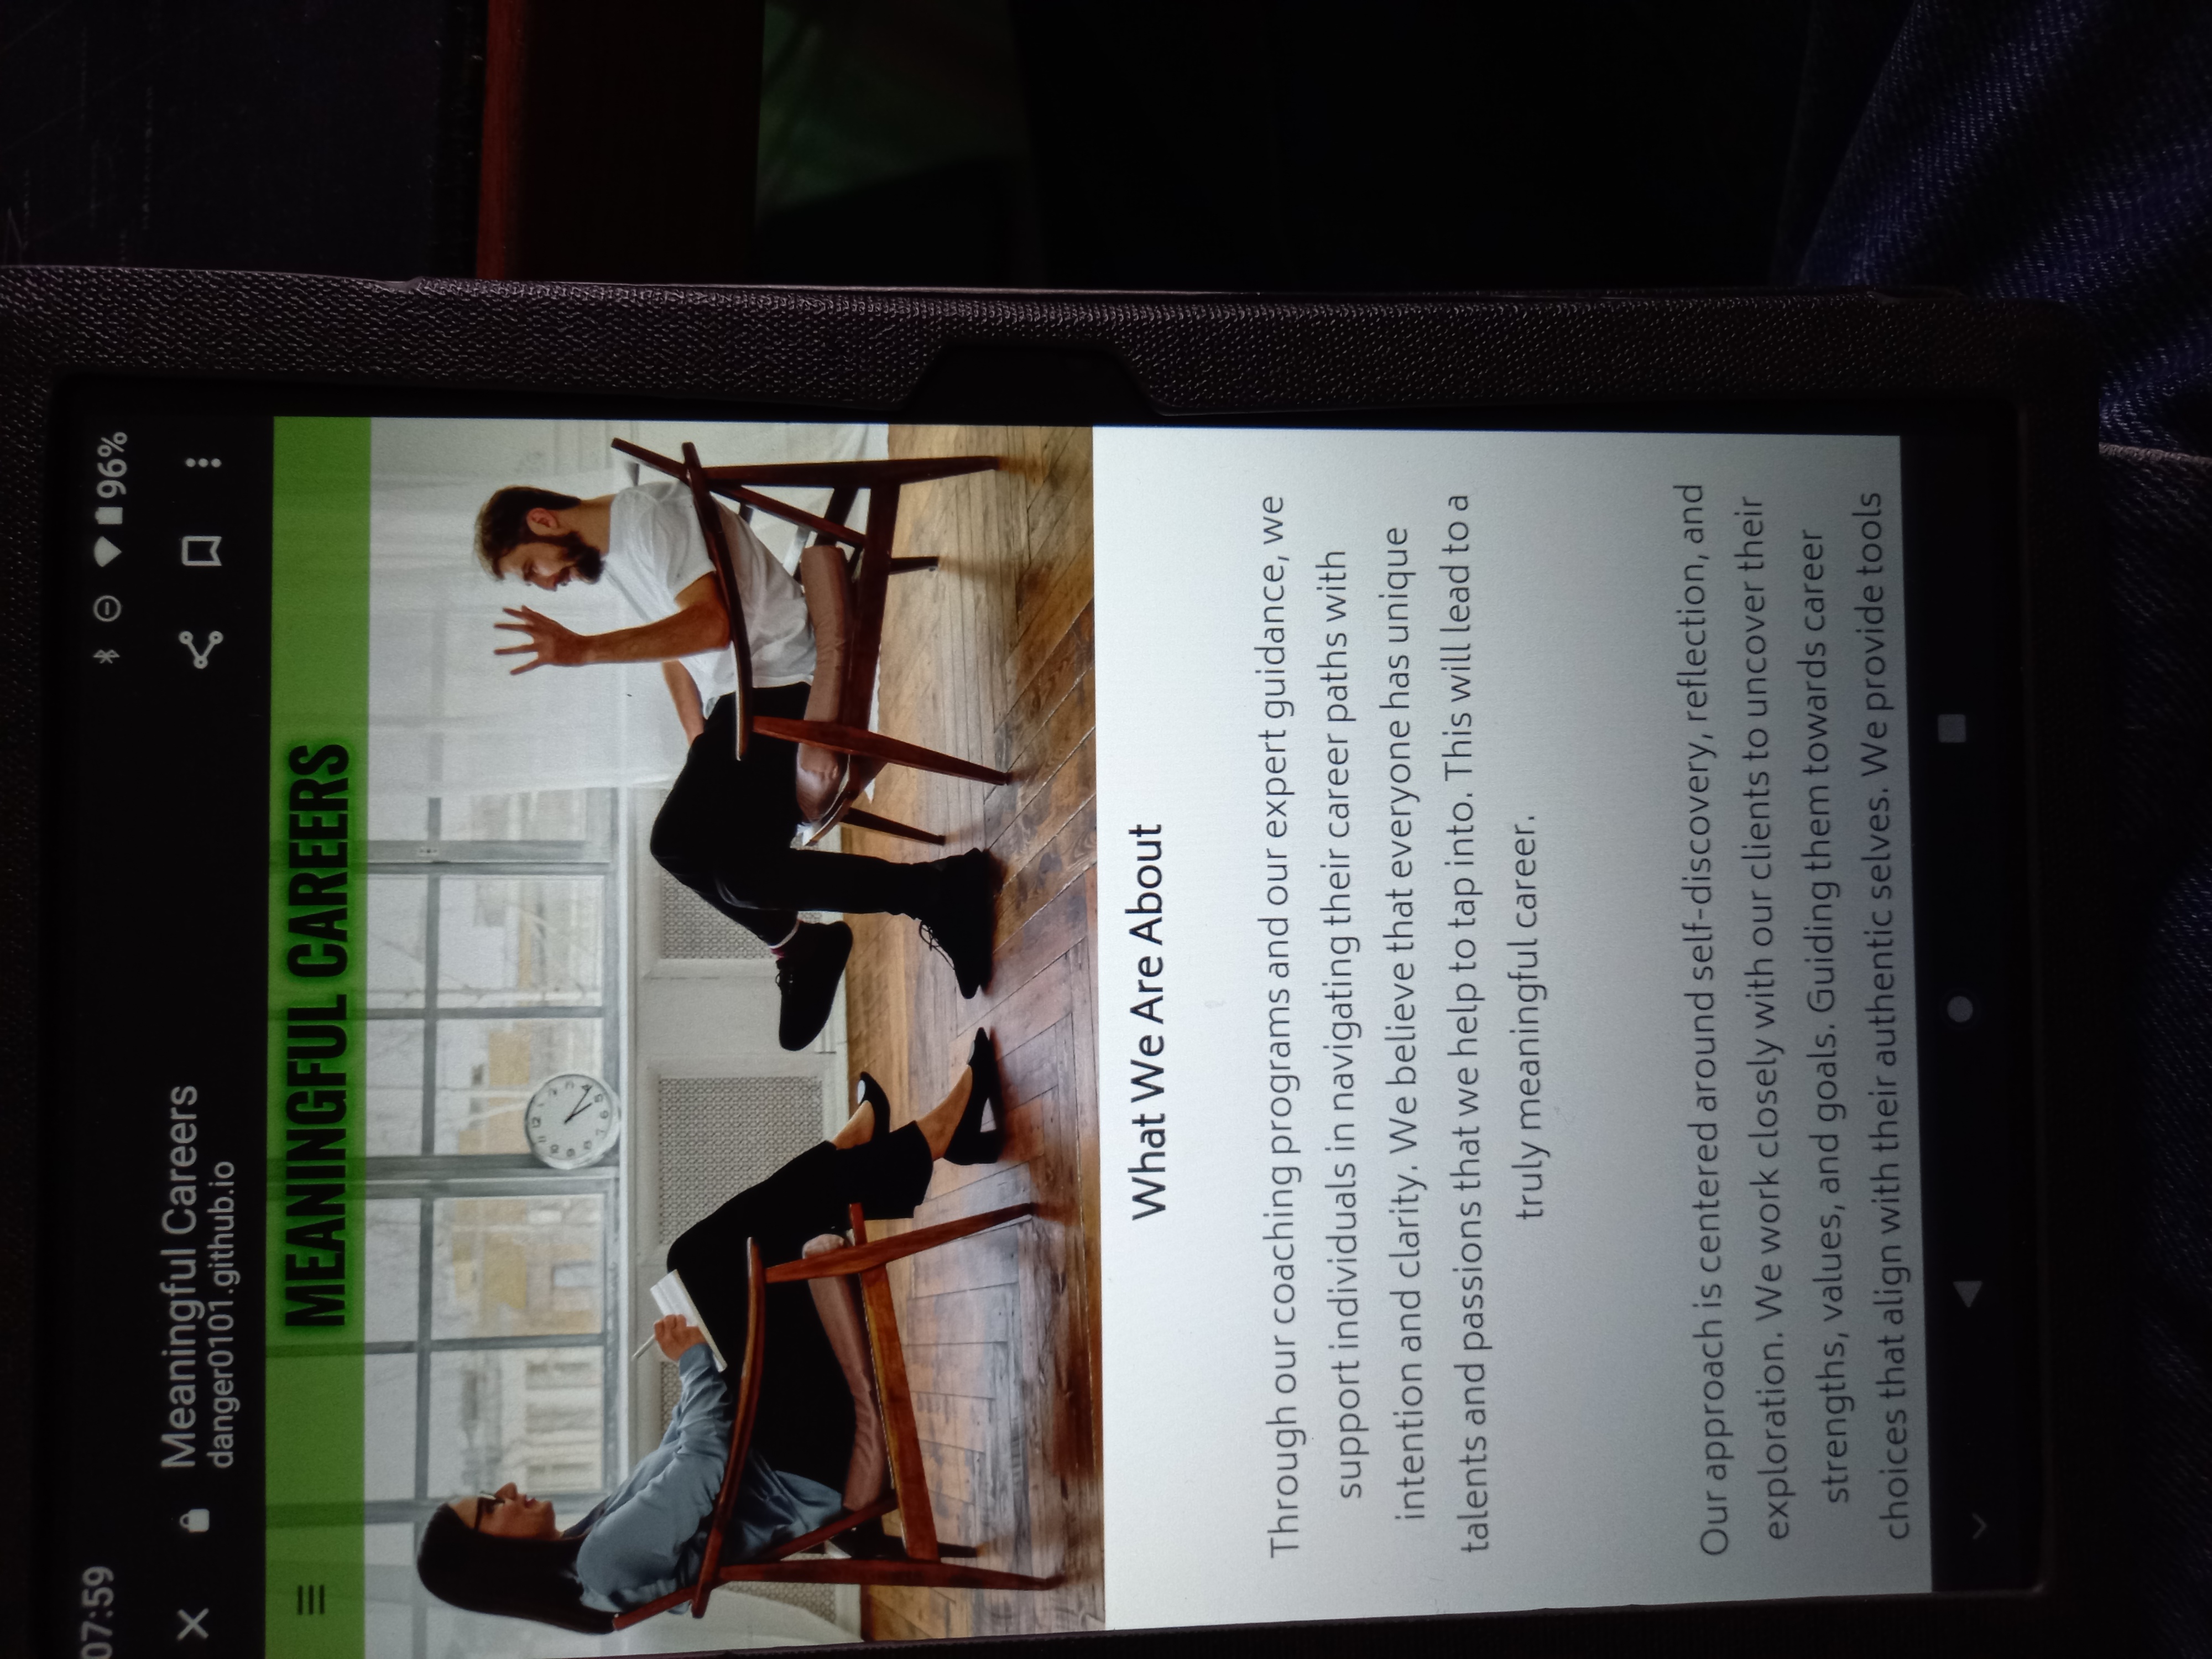 07:59
96%
Meaningful Careers
danger0101.github.io
MEANINGFUL CAREERS
What We Are About
Through our coaching programs and our expert guidance, we
support individuals in navigating their career paths with
intention and clarity. We believe that everyone has unique
talents and passions that we help to tap into. This will lead to a
truly meaningful career.
Our approach is centered around self-discovery, reflection, and
exploration. We work closely with our clients to uncover their
strengths, values, and goals. Guiding them towards career
choices that align with their authentic selves. We provide tools